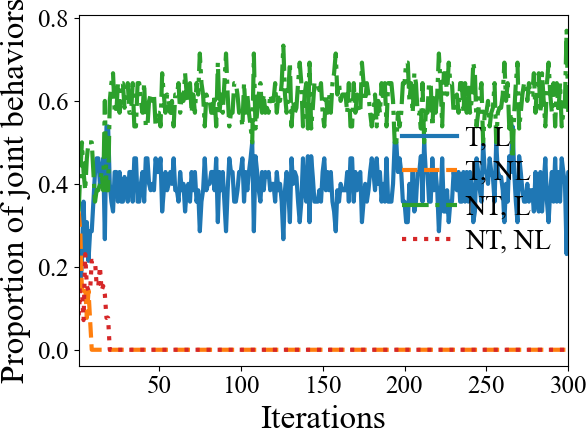 Proportion of joint behaviors
0.8
0.6
0.4
0.2
0.0
T, L
T, NL
NT, L
NT, NL
50
100
150
200
250
300
Iterations